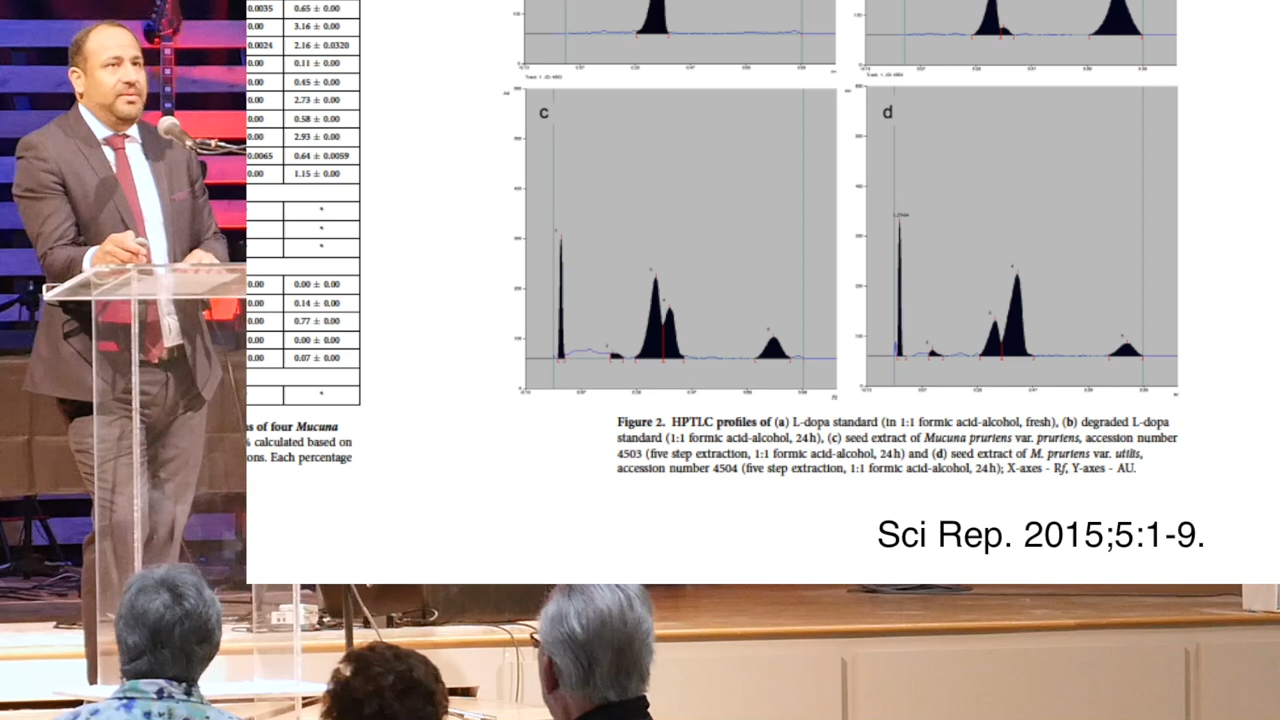 0.0035 0.65 ± 0.00
0.00 3.16 ± 0.00
0.0024 2.16 ± 0.0320
0.00 0.11 ± 0.00
0.00 0.45 ± 0.00
0.00 2.73 ± 0.00
0.00 0.58 ± 0.00
0.00 2.93 ± 0.00
0.0065 0.64 ± 0.0059
0.00 1.15 ± 0.00
*
*
*
0.00 0.00 ± 0.00
0.00 0.14 ± 0.00
0.00 0.77 ± 0.00
0.00 0.00 ± 0.00
0.00 0.07 ± 0.00
*
s of four Mucuna
calculated based on
ons. Each percentage
c
d
Figure 2. HPTLC profiles of (a) L-dopa standard (in 1:1 formic acid-alcohol, fresh), (b) degraded L-dopa
standard (1:1 formic acid-alcohol, 24 h), (c) seed extract of Mucuna pruriens var. pruriens, accession number
4503 (five step extraction, 1:1 formic acid-alcohol, 24 h) and (d) seed extract of M. pruriens var. utilis,
accession number 4504 (five step extraction, 1:1 formic acid-alcohol, 24 h); X-axes - Rf, Y-axes - AU.
Sci Rep. 2015;5:1-9.